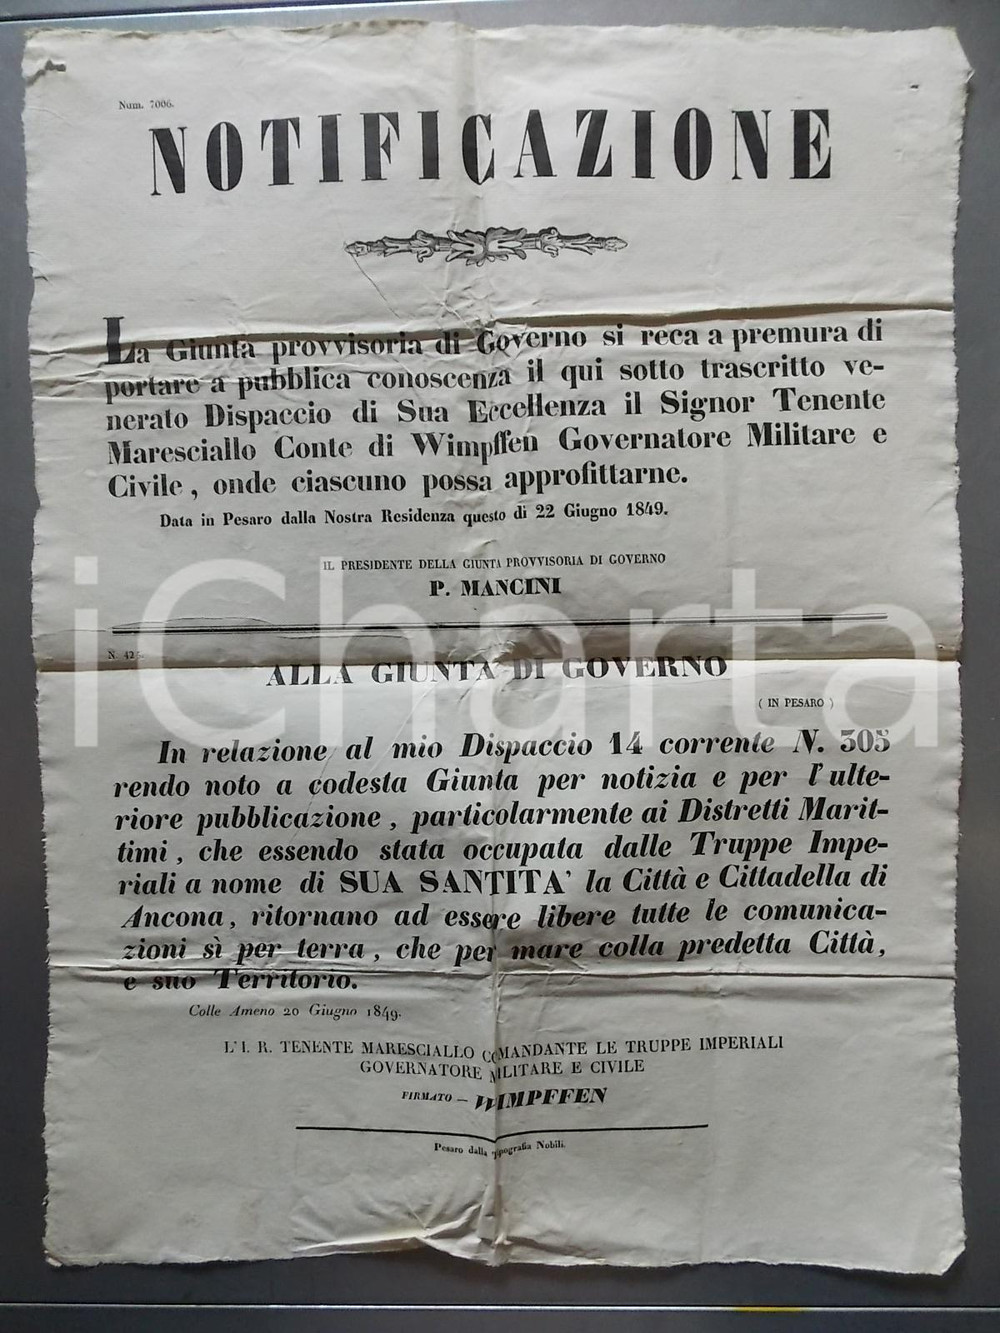 Num. 7006.
NOTIFICAZIONE
La Giunta provvisoria di Governo si reca a premura di
portare a pubblica conoscenza il qui sotto trascritto ve-
nerato Dispaccio di Sua Eccellenza il Signor Tenente
Maresciallo Conte di Wimpffen Governatore Militare e
Civile, onde ciascuno possa approfittarne.
Data in Pesaro dalla Nostra Residenza questo dì 22 Giugno 1849.
IL PRESIDENTE DELLA GIUNTA PROVVISORIA DI GOVERNO
P. MANCINI
N.
ALLA GIUNTA DI GOVERNO
( IN PESARO )
In relazione al mio Dispaccio 14 corrente N. 305
rendo noto a codesta Giunta per notizia e per l'ulte-
riore pubblicazione, particolarmente ai Distretti Marit-
timi, che essendo stata occupata dalle Truppe Impe-
riali a nome di SUA SANTITA' la Città e Cittadella di
Ancona, ritornano ad essere libere tutte le comunica-
zioni sì per terra, che per mare colla predetta Città,
e suo Territorio.
Colle Ameno 20 Giugno 1849.
L' I. R. TENENTE MARESCIALLO COMANDANTE LE TRUPPE IMPERIALI
GOVERNATORE MILITARE E CIVILE
FIRMATO — WIMPFFEN
Pesaro dalla Tipografia Nobili.
iCharta